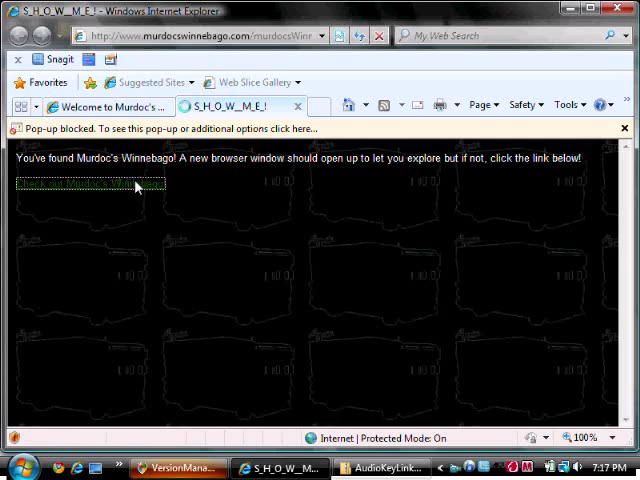 S_H_O_W__M_E_! - Windows Internet Explorer
http://www.murdocswinnebago.com/murdocsWinr
My Web Search
Snagit
Favorites
Suggested Sites
Web Slice Gallery
Welcome to Murdoc's ...
S_H_O_W__M_E_!
Page
Safety
Tools
Pop-up blocked. To see this pop-up or additional options click here...
You've found Murdoc's Winnebago! A new browser window should open up to let you explore but if not, click the link below!
Check out Murdoc's Winnebago
Internet | Protected Mode: On
100%
VersionMana...
S_H_O_W__M_E...
AudioKeyLink...
7:17 PM